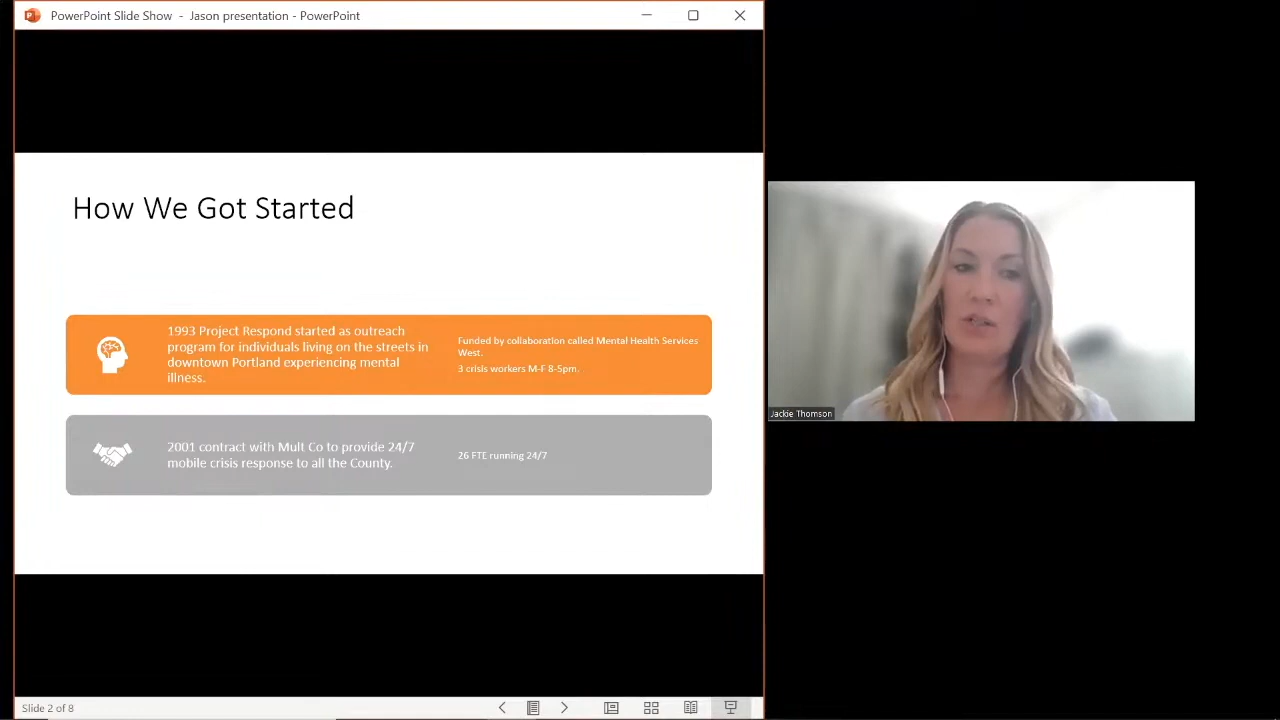 PowerPoint Slide Show - Jason presentation - PowerPoint
How We Got Started
1993 Project Respond started as outreach
program for individuals living on the streets in
downtown Portland experiencing mental
illness.
Funded by collaboration called Mental Health Services
West.
3 crisis workers M-F 8-5pm.
2001 contract with Mult Co to provide 24/7
mobile crisis response to all the County.
26 FTE running 24/7
Jackie Thomson
Slide 2 of 8